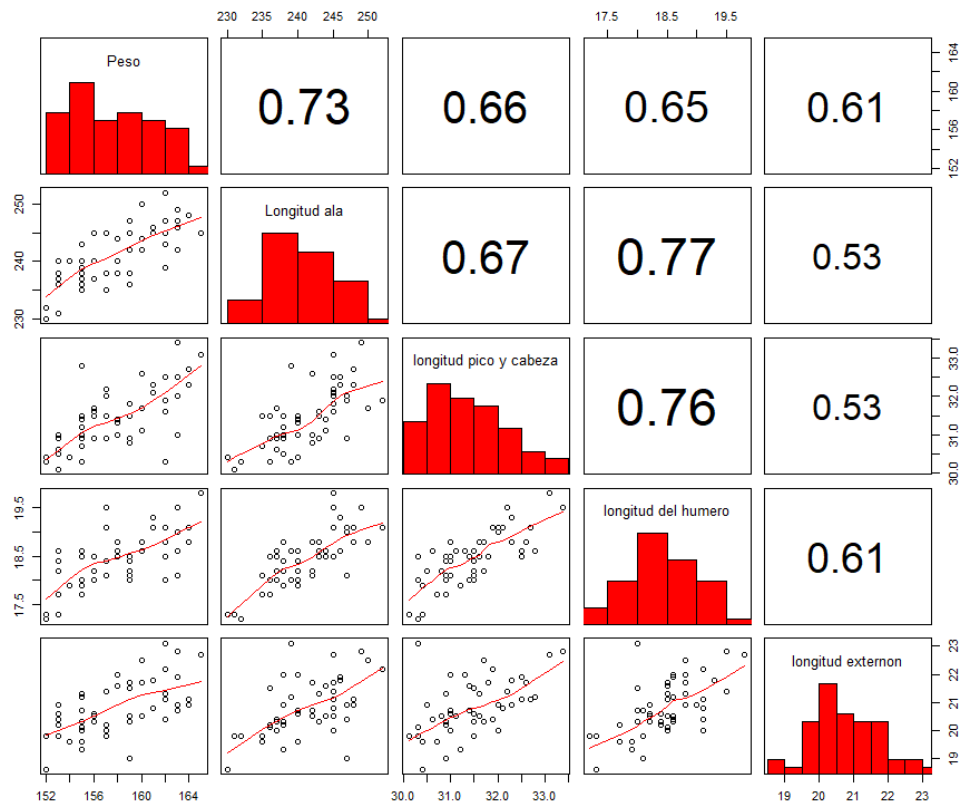 230 235 240 245 250 17.5 18.5 19.5
Peso
0.73
0.66
0.65
0.61
152 156 160 164
Longitud ala
0.67
0.77
0.53
230 240 250
longitud pico y cabeza
0.76
0.53
30.0 31.0 32.0 33.0
longitud del humero
0.61
17.5 18.5 19.5
longitud externon
19 20 21 22 23
152 156 160 164 30.0 31.0 32.0 33.0 19 20 21 22 23